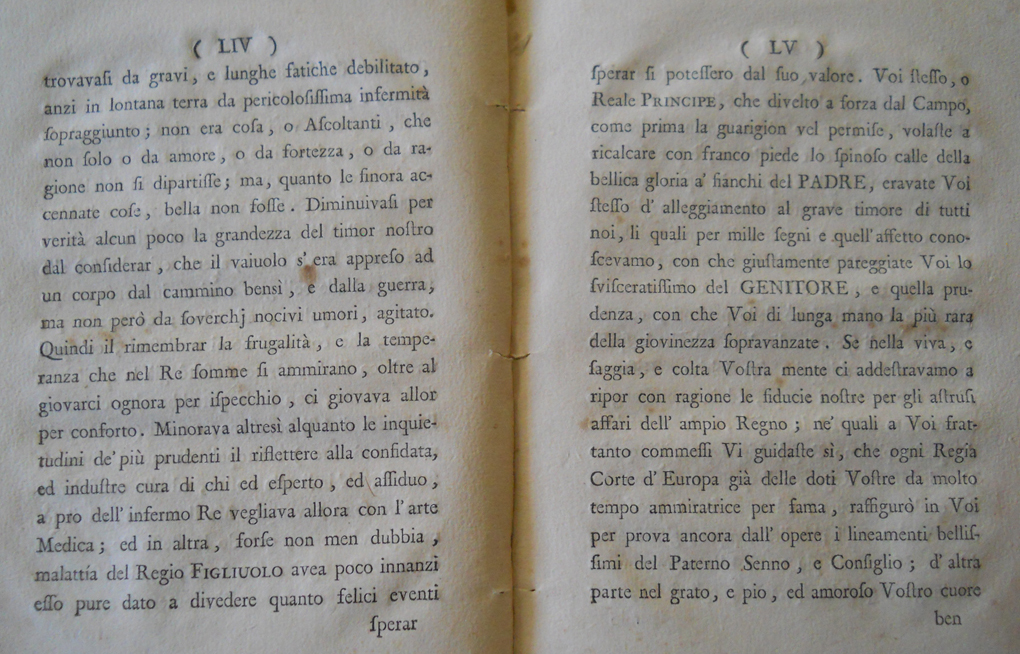 ( LIV )
trovavaſi da gravi, e lunghe fatiche debilitato,
anzi in lontana terra da pericoloſiſſima infermità
ſopraggiunto; non era coſa, o Aſcoltanti, che
non ſolo o da amore, o da fortezza, o da ra-
gione non ſi dipartiſſe; ma, quanto le finora ac-
cennate coſe, bella non foſſe. Diminuivaſi per
verità alcun poco la grandezza del timor noſtro
dal conſiderar, che il vaiuolo s'era appreſo ad
un corpo dal cammino bensì, e dalla guerra,
ma non però da ſoverchj nocivi umori, agitato.
Quindi il rimembrar la frugalità, e la tempe-
ranza che nel Re ſomme ſi ammirano, oltre al
giovarci ognora per iſpecchio, ci giovava allor
per conforto. Minorava altresì alquanto le inquie-
tudini de'più prudenti il riflettere alla confidata,
ed induſtre cura di chi ed eſperto, ed aſſiduo,
a pro dell'infermo Re vegliava allora con l'arte
Medica; ed in altra, forſe non men dubbia,
malattía del Regio FIGLIUOLO avea poco innanzi
eſſo pure dato a divedere quanto felici eventi
ſperar
( LV )
ſperar ſi poteſſero dal ſuo valore. Voi ſteſſo, o
Reale PRINCIPE, che divelto a forza dal Campo,
come prima la guarigion vel permiſe, volaſte a
ricalcare con franco piede lo ſpinoſo calle della
bellica gloria a' fianchi del PADRE, eravate Voi
ſteſſo d' alleggiamento al grave timore di tutti
noi, li quali per mille ſegni e quell'affetto cono-
ſcevamo, con che giuſtamente pareggiate Voi lo
ſviſceratiſſimo del GENITORE, e quella pru-
denza, con che Voi di lunga mano la più rara
della giovinezza ſopravanzate. Se nella viva, e
ſaggia, e colta Voſtra mente ci addeſtravamo a
ripor con ragione le fiducie noſtre per gli aſtruſi
affari dell' ampio Regno; ne' quali a Voi frat-
tanto commeſſi Vi guidaſte sì, che ogni Regia
Corte d'Europa già delle doti Voſtre da molto
tempo ammiratrice per fama, raffigurò in Voi
per prova ancora dall' opere i lineamenti belliſ-
ſimi del Paterno Senno, e Conſiglio; d'altra
parte nel grato, e pio, ed amoroſo Voſtro cuore
ben